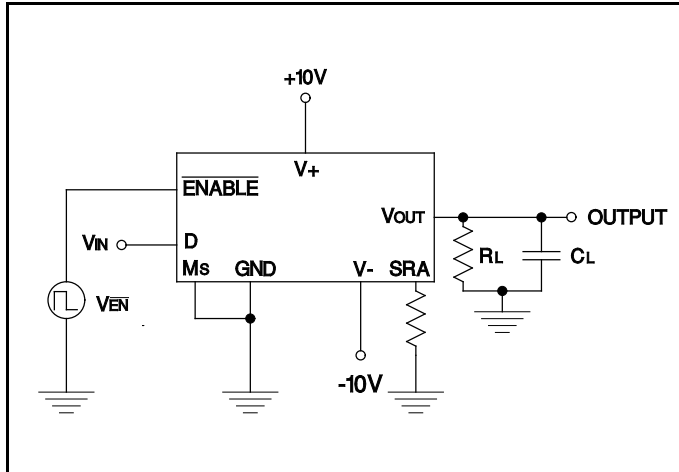 +10V
V+
ENABLE
VOUT
OUTPUT
VIN
D
RL
CL
Ms
GND
V-
SRA
VEN
-10V